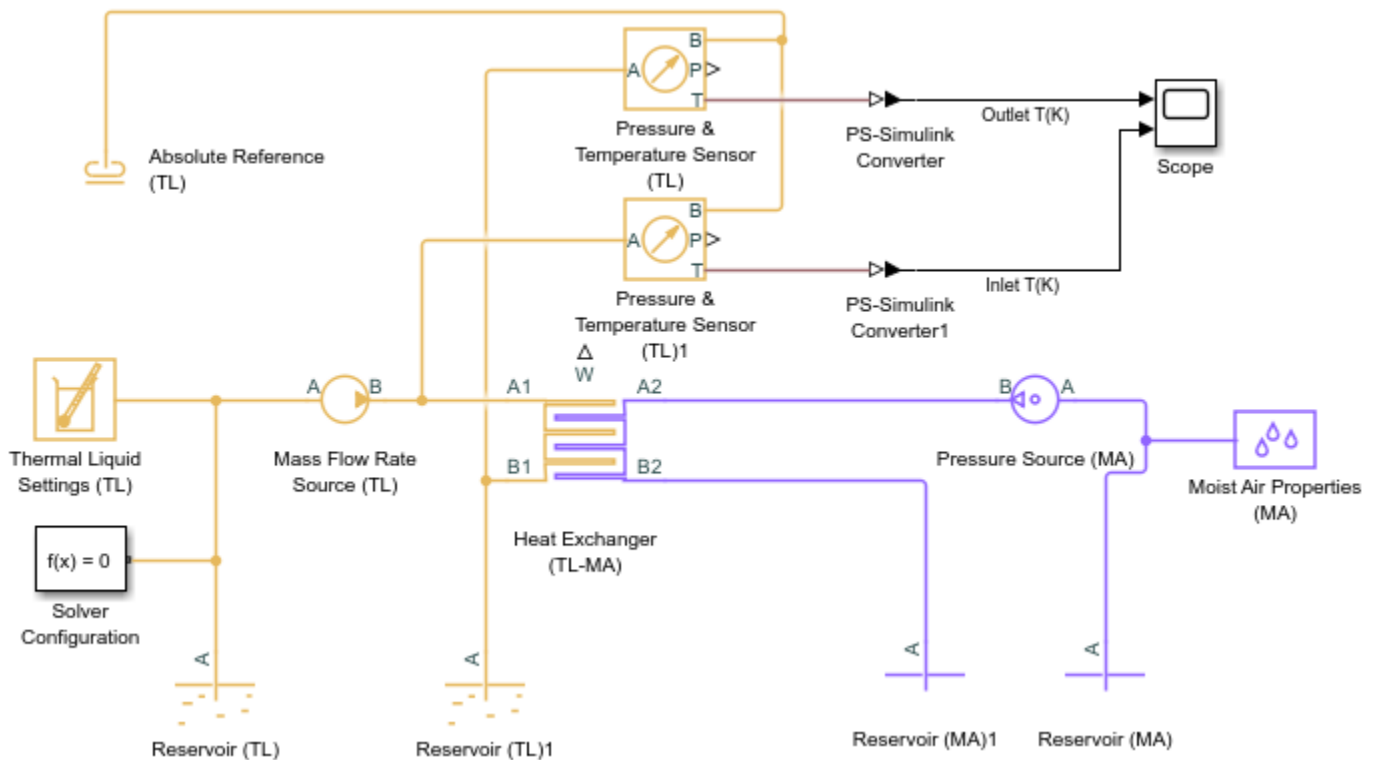 B
A
P
T
Outlet T(K)
Pressure &
Temperature Sensor
(TL)
PS-Simulink
Converter
Scope
Absolute Reference
(TL)
B
A
P
T
Inlet T(K)
Pressure &
Temperature Sensor
(TL)1
PS-Simulink
Converter1
W
A
B
A1
A2
B
A
Thermal Liquid
Settings (TL)
Mass Flow Rate
Source (TL)
B1
B2
Pressure Source (MA)
Moist Air Properties
(MA)
f(x) = 0
Heat Exchanger
(TL-MA)
Solver
Configuration
A
A
A
A
Reservoir (TL)
Reservoir (TL)1
Reservoir (MA)1
Reservoir (MA)